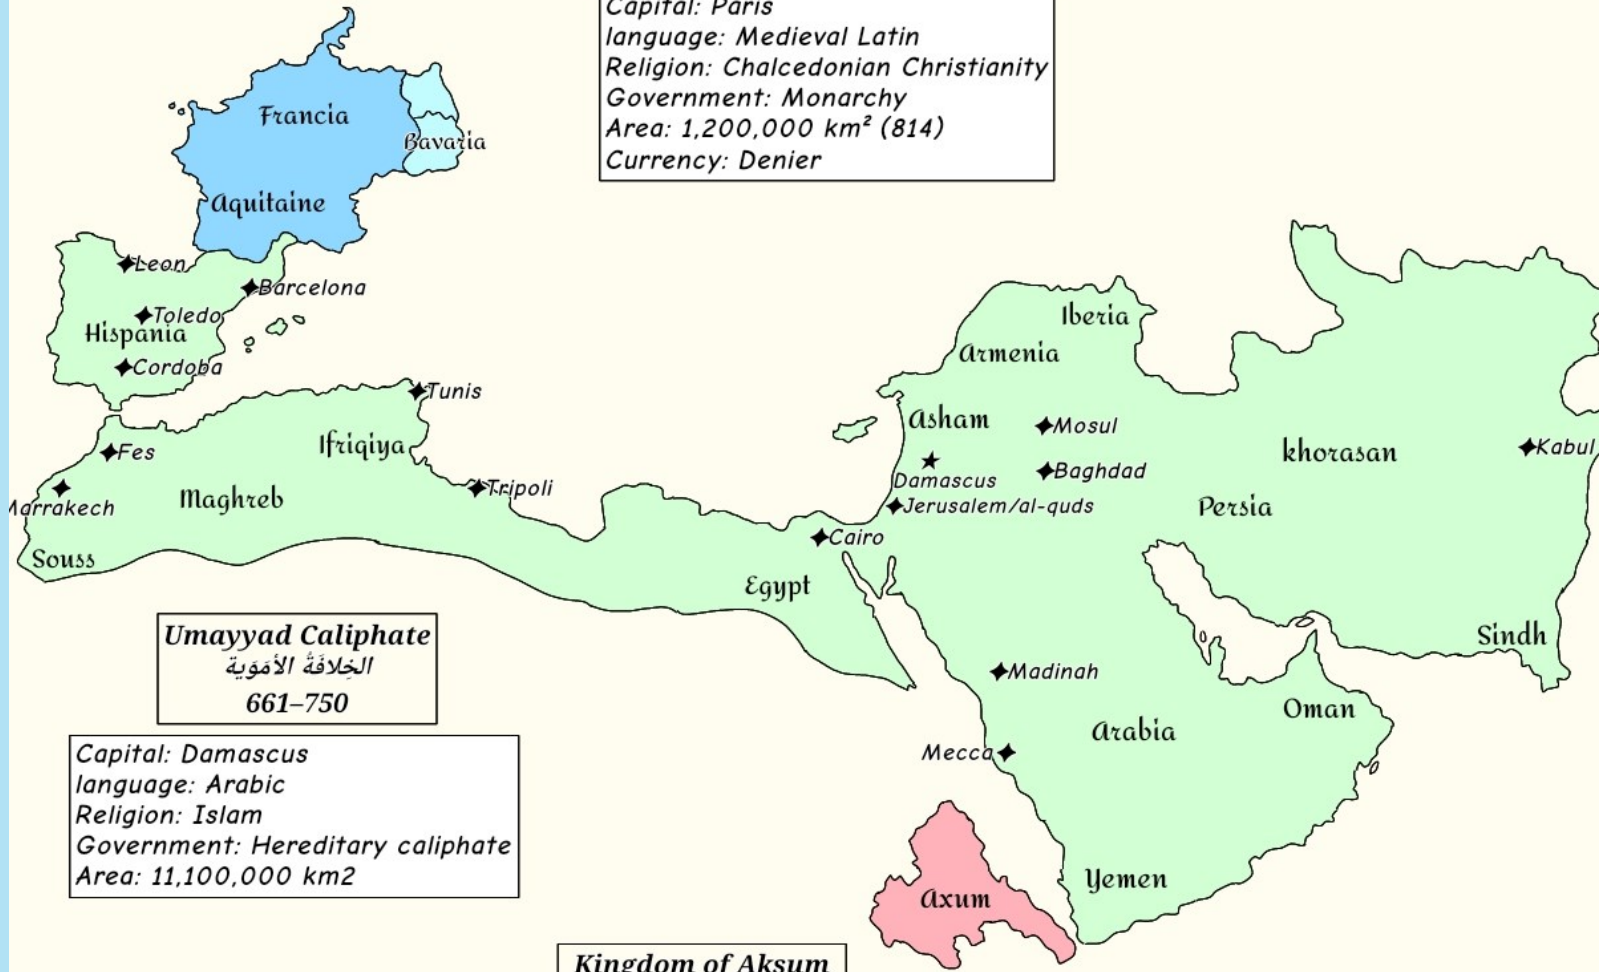 Capital: Paris
language: Medieval Latin
Religion: Chalcedonian Christianity
Government: Monarchy
Area: 1,200,000 km² (814)
Currency: Denier
Francia
Bavaria
Aquitaine
Leon
Barcelona
Toledo
Hispania
Cordoba
Iberia
Armenia
Tunis
Asham
Mosul
Ifriqiya
Fes
khorasan
Kabul
Damascus
Baghdad
Tripoli
Maghreb
Marrakech
Jerusalem/al-quds
Persia
Cairo
Souss
Egypt
Sindh
Umayyad Caliphate
الخِلافَةُ الأمَوَية
661–750
Madinah
Oman
Arabia
Mecca
Capital: Damascus
language: Arabic
Religion: Islam
Government: Hereditary caliphate
Area: 11,100,000 km2
Yemen
Axum
Kingdom of Aksum